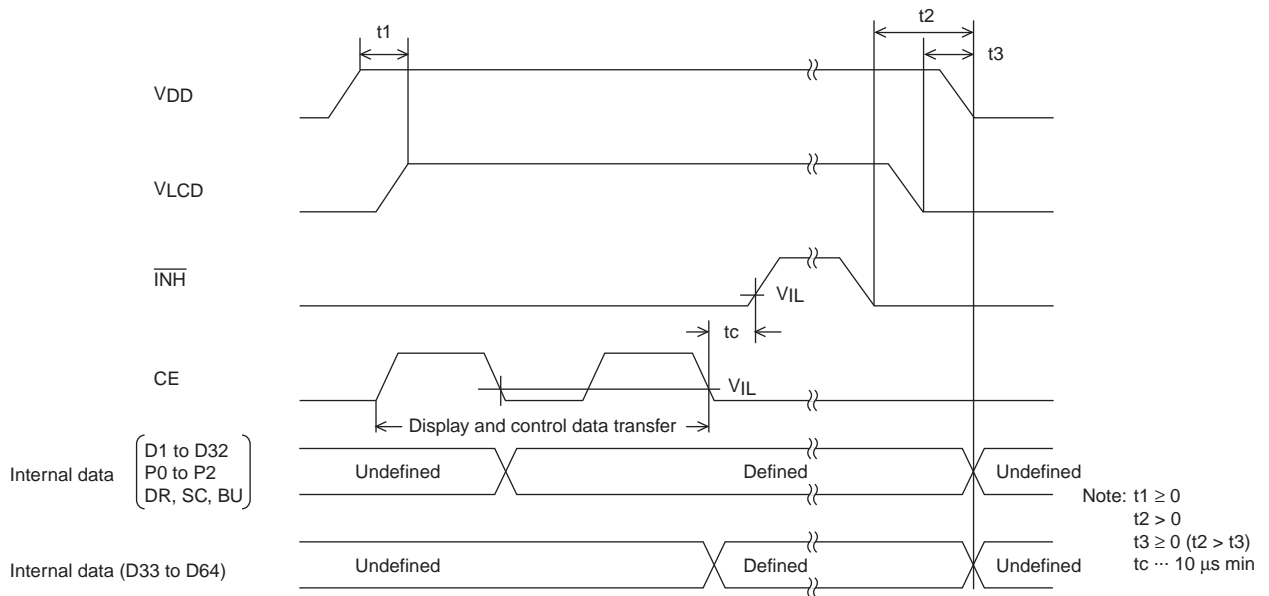 t2
t1
t3
VDD
VLCD
INH
VIL
tc
CE
VIL
Display and control data transfer
Internal data
D1 to D32
P0 to P2
DR, SC, BU
Undefined
Defined
Undefined
Note: t1 ≥ 0
t2 > 0
t3 ≥ 0 (t2 > t3)
tc ··· 10 μs min
Internal data (D33 to D64)
Undefined
Defined
Undefined